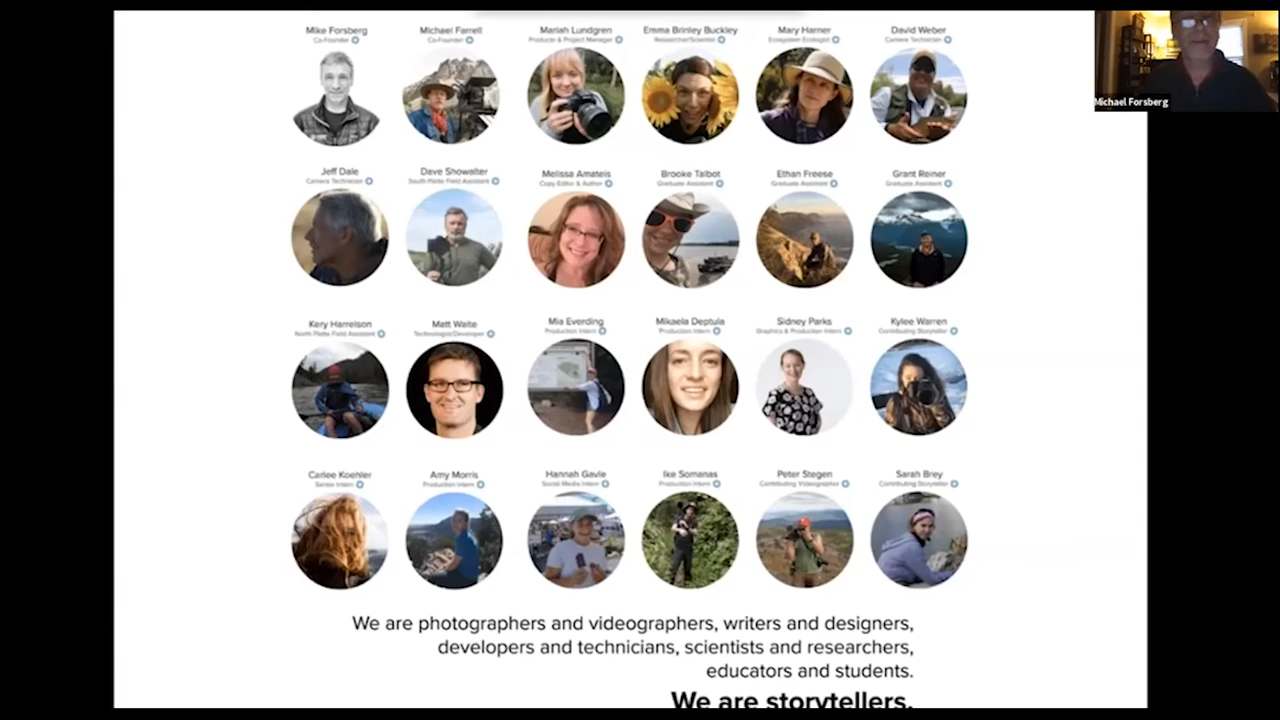 Mike Forsberg Michael Farrell Mariah Lundgren Emma Brinley Buckley Mary Harner David Weber
Co-Founder Co-Founder Producer & Project Manager Researcher/Scientist Ecosystem Ecologist Camera Technician
Michael Forsberg
Jeff Dale Dave Showalter Melissa Amateis Brooke Talbot Ethan Freese Grant Reiner
Camera Technician South Platte Field Assistant Copy Editor & Author Graduate Assistant Graduate Assistant Graduate Assistant
Kery Harrelson Matt Waite Mia Everding Mikaela Deptula Sidney Parks Kylee Warren
North Platte Field Assistant Technologist/Developer Production Intern Production Intern Graphics & Production Intern Contributing Storyteller
Carlee Koehler Amy Morris Hannah Gavle Ike Somanas Peter Stegen Sarah Brey
Senior Intern Production Intern Social Media Intern Production Intern Contributing Videographer Contributing Storyteller
We are photographers and videographers, writers and designers,
developers and technicians, scientists and researchers,
educators and students.
We are storytellers.